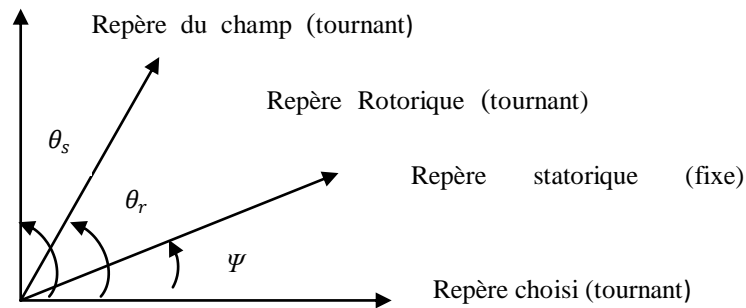 Repère du champ (tournant)
Repère Rotorique (tournant)
θₛ
Repère statorique (fixe)
θᵣ
Ψ
Repère choisi (tournant)